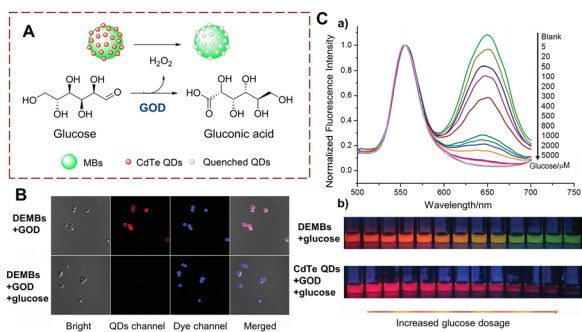 A
H₂O₂
HO
OH
OH
O
OH
OH
GOD
O
OH
OH
HO
OH
OH
OH
Glucose
Gluconic acid
MBs
CdTe QDs
Quenched QDs
B
DEMBs
+GOD
DEMBs
+GOD
+glucose
Bright
QDs channel
Dye channel
Merged
C
a)
Normalized Fluorescence Intensity
1.0
0.8
0.6
0.4
0.2
0.0
500
550
600
650
700
750
Wavelength/nm
Blank
5
20
50
100
200
300
400
500
800
1000
2000
5000
Glucose/μM
b)
DEMBs
+glucose
CdTe QDs
+GOD
+glucose
Increased glucose dosage